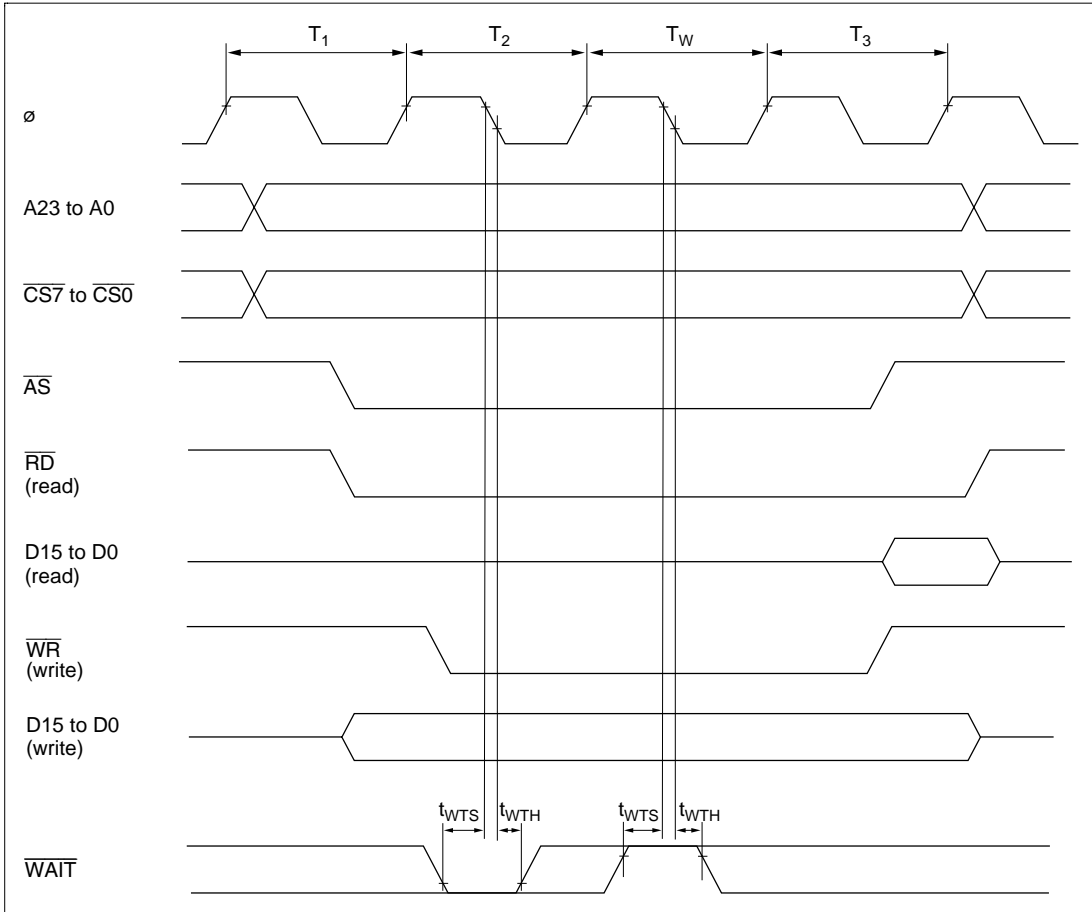 T1 T2 TW T3
ø
A23 to A0
CS7 to CS0
AS
RD
(read)
D15 to D0
(read)
WR
(write)
D15 to D0
(write)
tWTS tWTH tWTS tWTH
WAIT